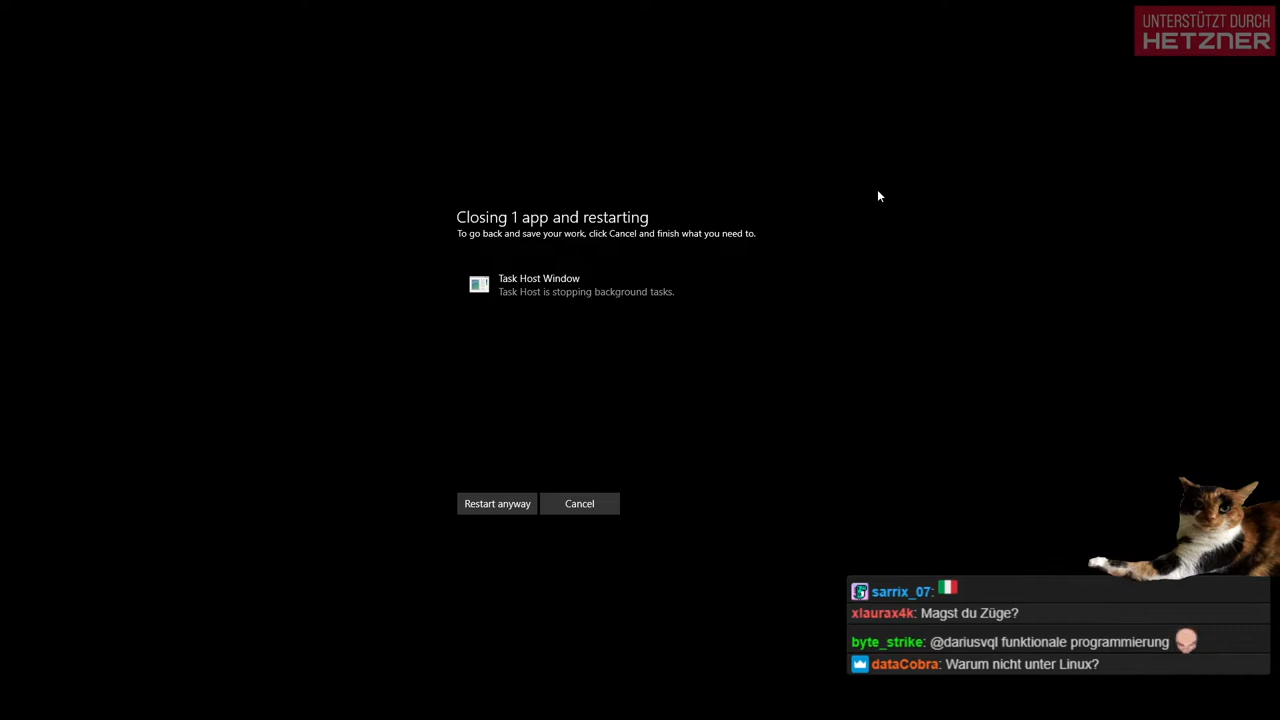 UNTERSTÜTZT DURCH
HETZNER
Closing 1 app and restarting
To go back and save your work, click Cancel and finish what you need to.
Task Host Window
Task Host is stopping background tasks.
Restart anyway
Cancel
sarrix_07:
xlaurax4k: Magst du Züge?
byte_strike: @dariusvql funktionale programmierung
dataCobra: Warum nicht unter Linux?